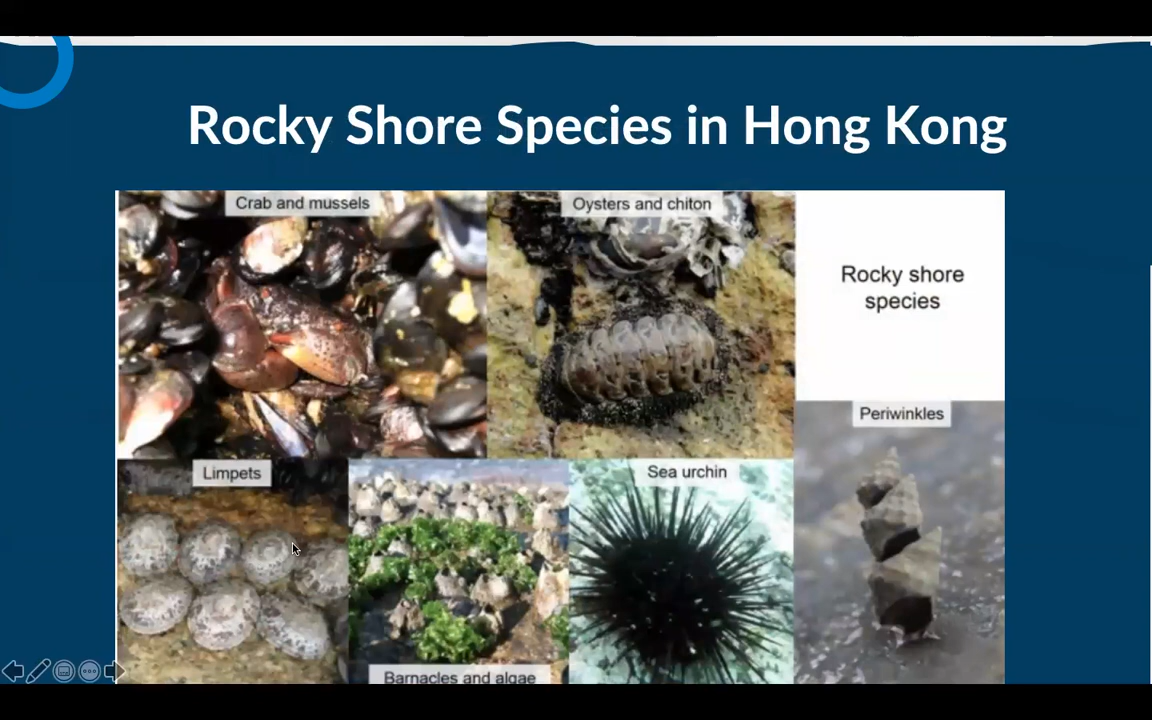 Rocky Shore Species in Hong Kong
Crab and mussels
Oysters and chiton
Rocky shore
species
Periwinkles
Limpets
Sea urchin
Barnacles and algae